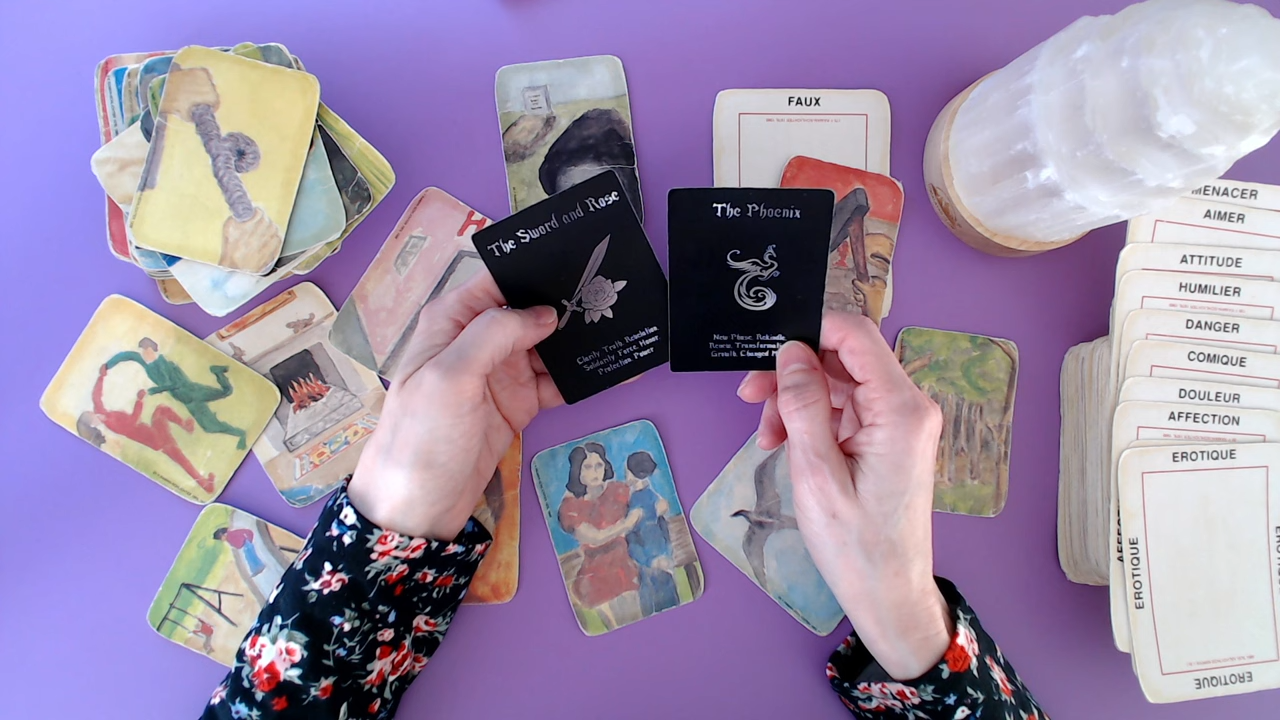 FAUX
The Sword and Rose
Clarity Truth Resolution
Solidarity Force Honor
Protection Power
The Phoenix
New Phase Rekindle
Renew Transformation
Growth Changed
MENACER
AIMER
ATTITUDE
HUMILIER
DANGER
COMIQUE
DOULEUR
AFFECTION
EROTIQUE
EROTIQUE
EROTIQUE